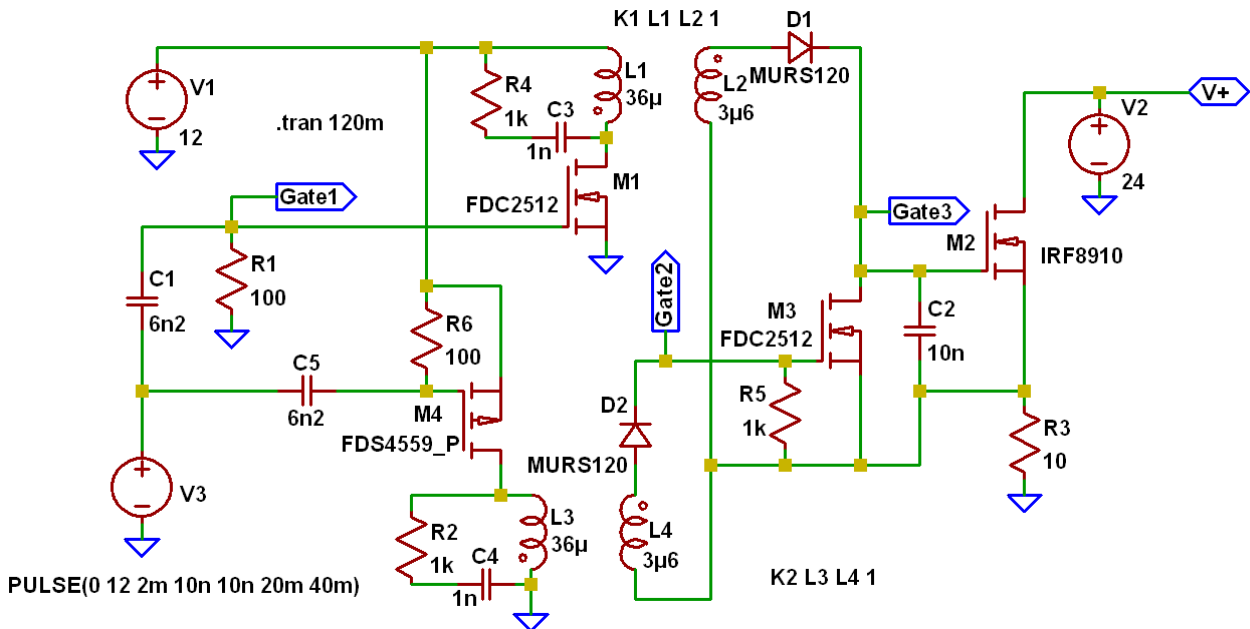 K1 L1 L2 1
D1
MURS120
V1
12
R4
1k
C3
1n
L1
36µ
L2
3µ6
.tran 120m
V+
V2
24
Gate1
M1
FDC2512
Gate3
M2
IRF8910
C1
6n2
R1
100
Gate2
M3
FDC2512
C2
10n
R6
100
C5
6n2
M4
FDS4559_P
D2
MURS120
R5
1k
R3
10
V3
R2
1k
C4
1n
L3
36µ
L4
3µ6
K2 L3 L4 1
PULSE(0 12 2m 10n 10n 20m 40m)